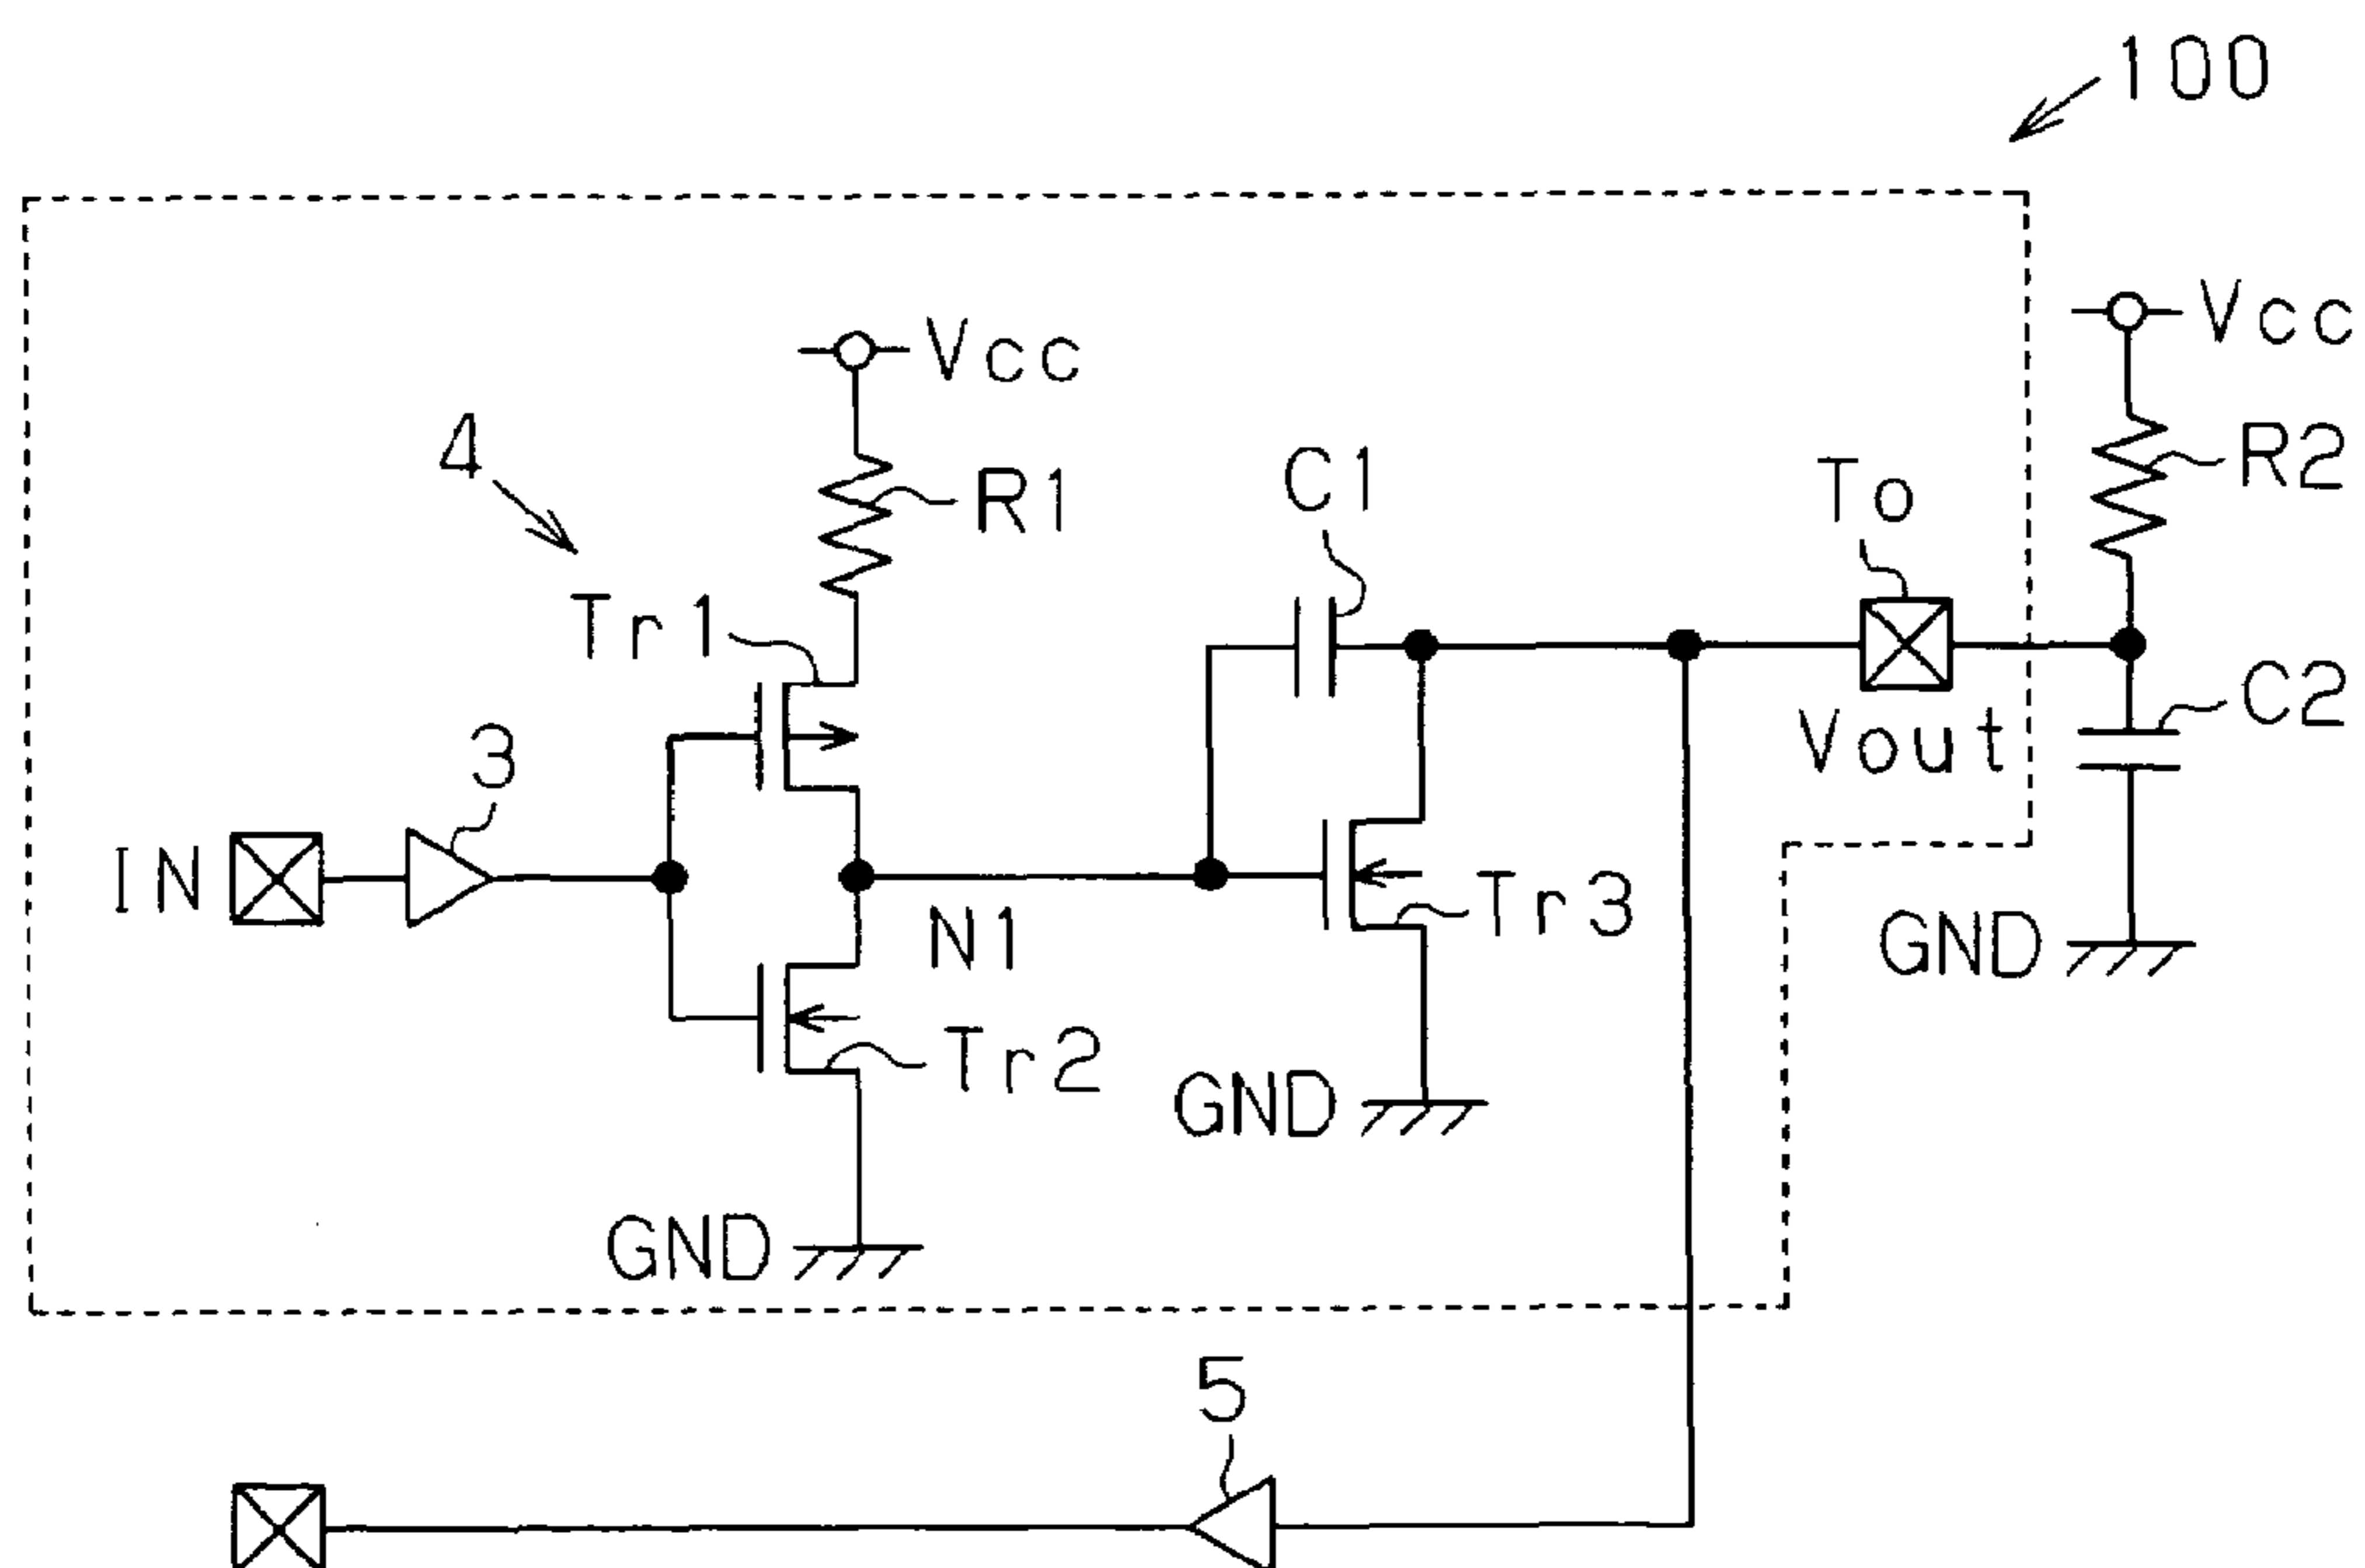 100
Vcc
Vcc
4
R1
C1
R2
To
Tr1
C2
3
Vout
IN
Tr3
N1
GND
Tr2
GND
GND
5